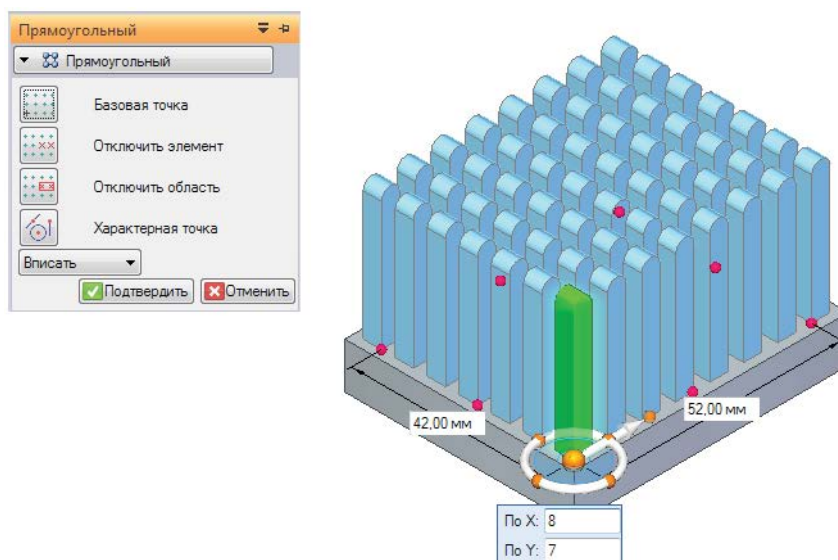 Прямоугольный
Прямоугольный
Базовая точка
Отключить элемент
Отключить область
Характерная точка
Вписать
Подтвердить Отменить
42,00 мм
52,00 мм
По X: 8
По Y: 7